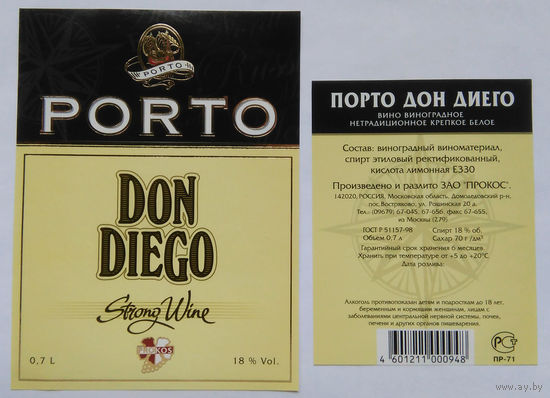 PORTO
PORTO
DON
DIEGO
Strong Wine
PROKOS
0,7 L
18 % Vol.
ПОРТО ДОН ДИЕГО
ВИНО ВИНОГРАДНОЕ
НЕТРАДИЦИОННОЕ КРЕПКОЕ БЕЛОЕ
Состав: виноградный виноматериал,
спирт этиловый ректификованный,
кислота лимонная Е330
Произведено и разлито ЗАО "ПРОКОС".
142020, РОССИЯ, Московская область, Домодедовский р-н,
пос. Востряково, ул. Рощинская 20 а.
Тел. (09679) 67-045, 67-656, факс 67-655,
из Москвы (279)
ГОСТ Р 51157-98
Спирт 18 % об.
Объем 0,7 л
Сахар 70 г/дм³
Гарантийный срок хранения 6 месяцев.
Хранить при температуре от +5 до +20°С
Дата розлива:
Алкоголь противопоказан детям и подросткам до 18 лет,
беременным и кормящим женщинам, лицам с
заболеваниями центральной нервной системы, почек,
печени и других органов пищеварения.
4 601211 000948
ПР-71
www.ay.by